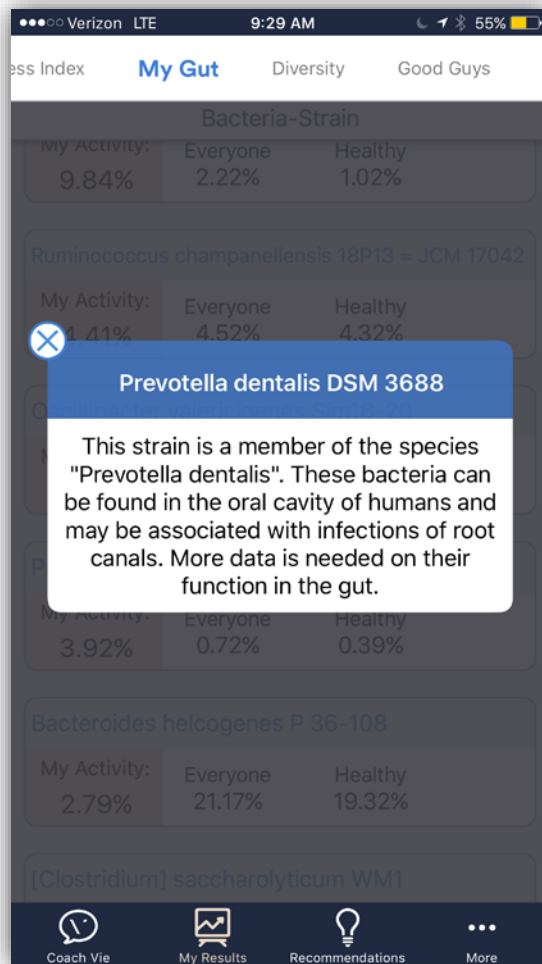 Verizon LTE 9:29 AM 55%
ess Index My Gut Diversity Good Guys
Bacteria-Strain
My Activity: Everyone Healthy
9.84% 2.22% 1.02%
Ruminococcus champanellensis 18P13 = JCM 17042
My Activity: Everyone Healthy
4.41% 4.52% 4.32%
Prevotella dentalis DSM 3688
This strain is a member of the species
"Prevotella dentalis". These bacteria can
be found in the oral cavity of humans and
may be associated with infections of root
canals. More data is needed on their
function in the gut.
My Activity: Everyone Healthy
3.92% 0.72% 0.39%
Bacteroides helcogenes P 36-108
My Activity: Everyone Healthy
2.79% 21.17% 19.32%
[Clostridium] saccharolyticum WM1
Coach Vie My Results Recommendations More